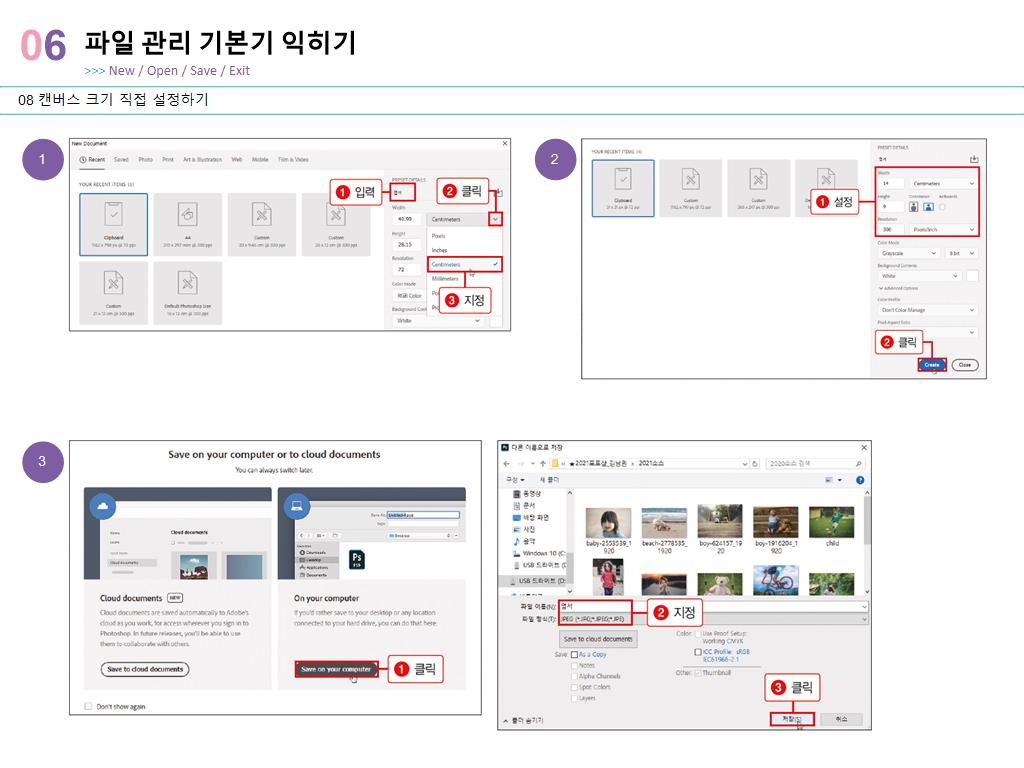 06 파일 관리 기본기 익히기
>>> New / Open / Save / Exit
08 캔버스 크기 직접 설정하기
1
New Document
Recent Saved Photo Print Art & Illustration Web Mobile Film & Video
YOUR RECENT ITEMS (6)
PRESET DETAILS
1 입력
엽서
2 클릭
Width
40.99 Centimeters
Pixels
Height
28.15
Inches
Resolution
Centimeters
72
Millimeters
Color Mode
RGB Color
3 지정
Background Cont
White
Clipboard
A4
Custom
Custom
Custom
Default Photoshop Size
2
YOUR RECENT ITEMS (6)
Clipboard
Custom
Custom
PRESET DETAILS
엽서
Width
14 Centimeters
Height Orientation Artboards
9
Resolution
300 Pixels/Inch
1 설정
Color Mode
Grayscale 8 bit
Background Contents
White
Advanced Options
Color Profile
Don't Color Manage
Pixel Aspect Ratio
2 클릭
Create Close
3
Save on your computer or to cloud documents
You can always switch later.
Cloud documents
Cloud documents NEW
Cloud documents are saved automatically to Adobe's
cloud as you work, for access wherever you sign in to
Photoshop. In future releases, you'll be able to use
them to collaborate with others.
Save to cloud documents
Downloads
Desktop
Applications
Documents
Ps
On your computer
If you'd rather save to your desktop or any location
connected to your hard drive, you can do that here.
Save on your computer
1 클릭
Don't show again
Ps 다른 이름으로 저장
« ★2021포토샵_김남권 > 2021소스
2020소스 검색
구성 새 폴더
동영상
문서
바탕 화면
사진
음악
Windows 10 (C:
USB 드라이브 (D:
USB 드라이브 (D:
baby-2553539_1920
beach-2778535_1920
boy-624157_1920
boy-1916204_1920
child
파일 이름(N): 엽서
파일 형식(T): JPEG (*.JPG;*.JPEG;*.JPE)
2 지정
Save to cloud documents
Save: As a Copy
Notes
Alpha Channels
Spot Colors
Layers
Color: Use Proof Setup:
Working CMYK
ICC Profile: sRGB
IEC61966-2.1
Other: Thumbnail
3 클릭
폴더 숨기기
저장(S) 취소